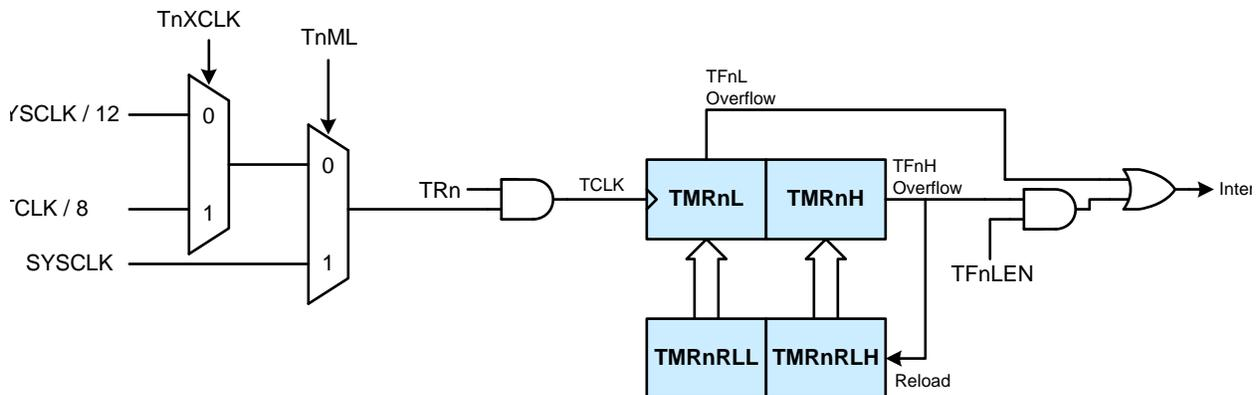 TnXCLK
TnML
YSCLK / 12
0
0
TFnL
Overflow
TFnH
Overflow
TRn
TCLK
TMRnL
TMRnH
Inter
TCLK / 8
1
SYSCLK
1
TFnLEN
TMRnRLL
TMRnRLH
Reload